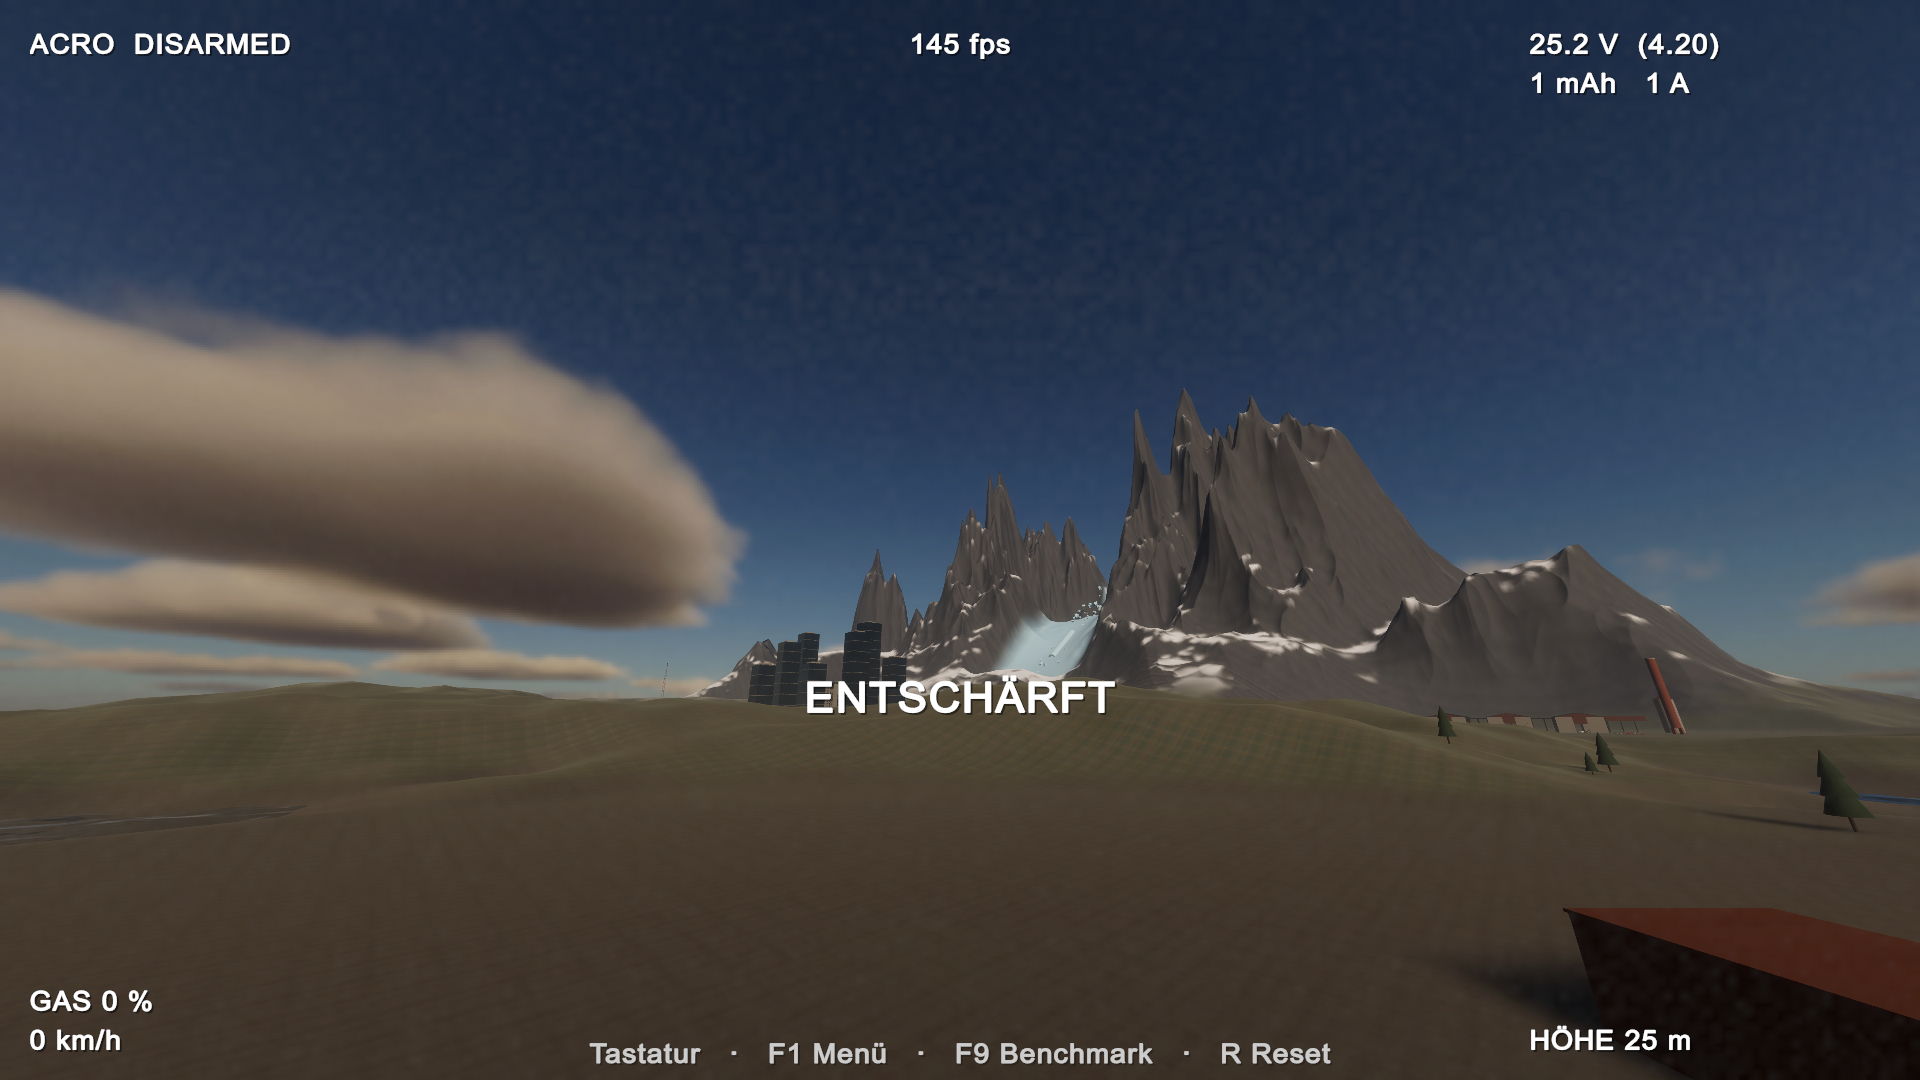 ACRO  DISARMED
145 fps
25.2 V  (4.20)
1 mAh   1 A
ENTSCHÄRFT
GAS 0 %
0 km/h
Tastatur  ·  F1 Menü  ·  F9 Benchmark  ·  R Reset
HÖHE 25 m